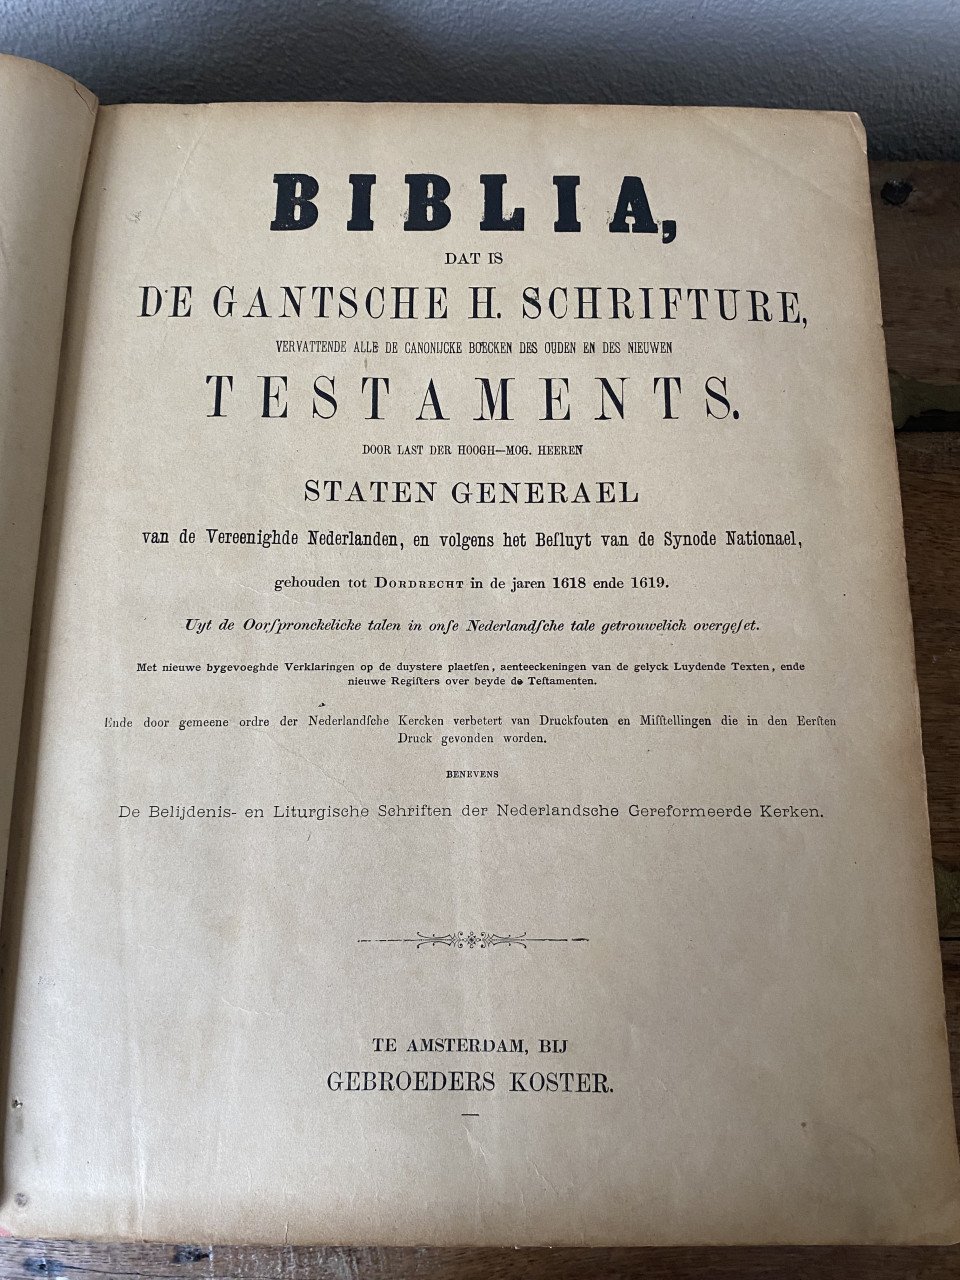 BIBLIA,
DAT IS
DE GANTSCHE H. SCHRIFTURE,
VERVATTENDE ALLE DE CANONIJCKE BOECKEN DES OUDEN EN DES NIEUWEN
TESTAMENTS.
DOOR LAST DER HOOGH—MOG. HEEREN
STATEN GENERAEL
van de Vereenighde Nederlanden, en volgens het Beſluyt van de Synode Nationael,
gehouden tot DORDRECHT in de jaren 1618 ende 1619.
Uyt de Oorſpronckelicke talen in onſe Nederlandſche tale getrouwelick overgeſet.
Met nieuwe bygevoeghde Verklaringen op de duystere plaetſen, aenteeckeningen van de gelyck Luydende Texten, ende
nieuwe Regiſters over beyde de Teſtamenten.
Ende door gemeene ordre der Nederlandſche Kercken verbetert van Druckfouten en Miſſtellingen die in den Eerſten
Druck gevonden worden.
BENEVENS
De Belijdenis- en Liturgische Schriften der Nederlandsche Gereformeerde Kerken.
TE AMSTERDAM, BIJ
GEBROEDERS KOSTER.